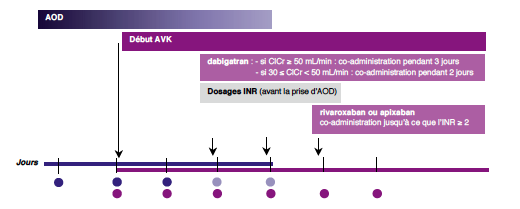 AOD
Début AVK
dabigatran : - si ClCr ≥ 50 mL/min : co-administration pendant 3 jours
- si 30 ≤ ClCr < 50 mL/min : co-administration pendant 2 jours
Dosages INR (avant la prise d'AOD)
rivaroxaban ou apixaban
co-administration jusqu'à ce que l'INR ≥ 2
Jours